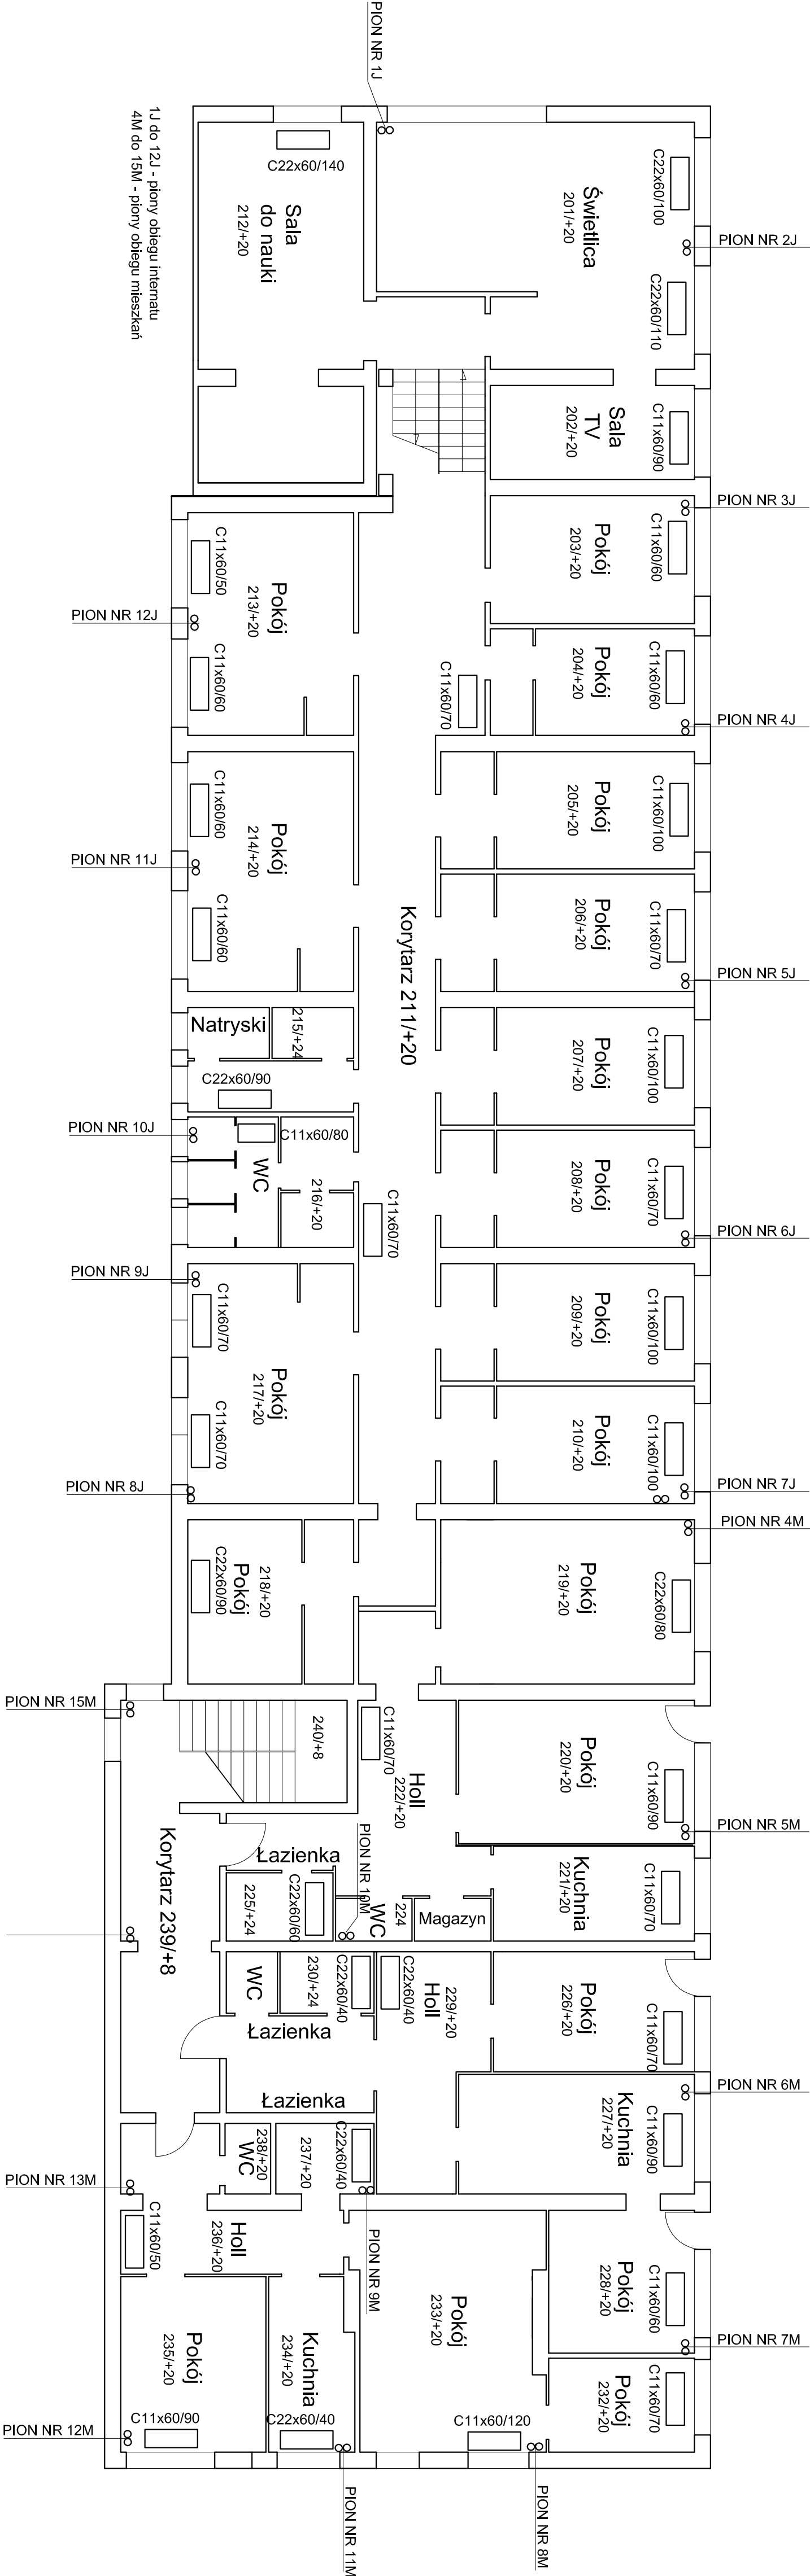 PION NR 1J
1J do 12J - piony obiegu internatu
4M do 15M - piony obiegu mieszkań
C22x60/140
Sala
do nauki
212/+20
Świetlica
201/+20
C22x60/100
PION NR 2J
C22x60/110
Sala
TV
202/+20
C11x60/90
PION NR 3J
Pokój
203/+20
C11x60/60
Pokój
204/+20
C11x60/60
PION NR 4J
C11x60/70
Pokój
213/+20
C11x60/50
PION NR 12J
C11x60/60
Pokój
205/+20
C11x60/100
Pokój
214/+20
C11x60/60
PION NR 11J
C11x60/60
Pokój
206/+20
C11x60/70
PION NR 5J
Korytarz 211/+20
Natryski
215/+24
C22x60/90
Pokój
207/+20
C11x60/100
PION NR 10J
C11x60/80
WC
216/+20
C11x60/70
Pokój
208/+20
C11x60/70
PION NR 6J
PION NR 9J
C11x60/70
Pokój
217/+20
C11x60/70
PION NR 8J
Pokój
209/+20
C11x60/100
Pokój
210/+20
C11x60/100
PION NR 7J
PION NR 4M
218/+20
Pokój
C22x60/90
Pokój
219/+20
C22x60/80
PION NR 15M
240/+8
C11x60/70
Holl
222/+20
Pokój
220/+20
C11x60/90
PION NR 5M
Korytarz 239/+8
Łazienka
225/+24
C22x60/60
PION NR 10M
WC
224
Magazyn
Kuchnia
221/+20
C11x60/70
WC
230/+24
C22x60/40
Łazienka
Łazienka
C22x60/40
Holl
229/+20
Pokój
226/+20
C11x60/70
PION NR 6M
Kuchnia
227/+20
C11x60/90
PION NR 13M
238/+20
WC
237/+20
C22x60/40
PION NR 9M
C11x60/50
Holl
236/+20
Pokój
228/+20
C11x60/60
PION NR 7M
Pokój
233/+20
C11x60/120
Pokój
235/+20
C11x60/90
PION NR 12M
Kuchnia
234/+20
C22x60/40
Pokój
232/+20
C11x60/70
PION NR 11M
PION NR 8M